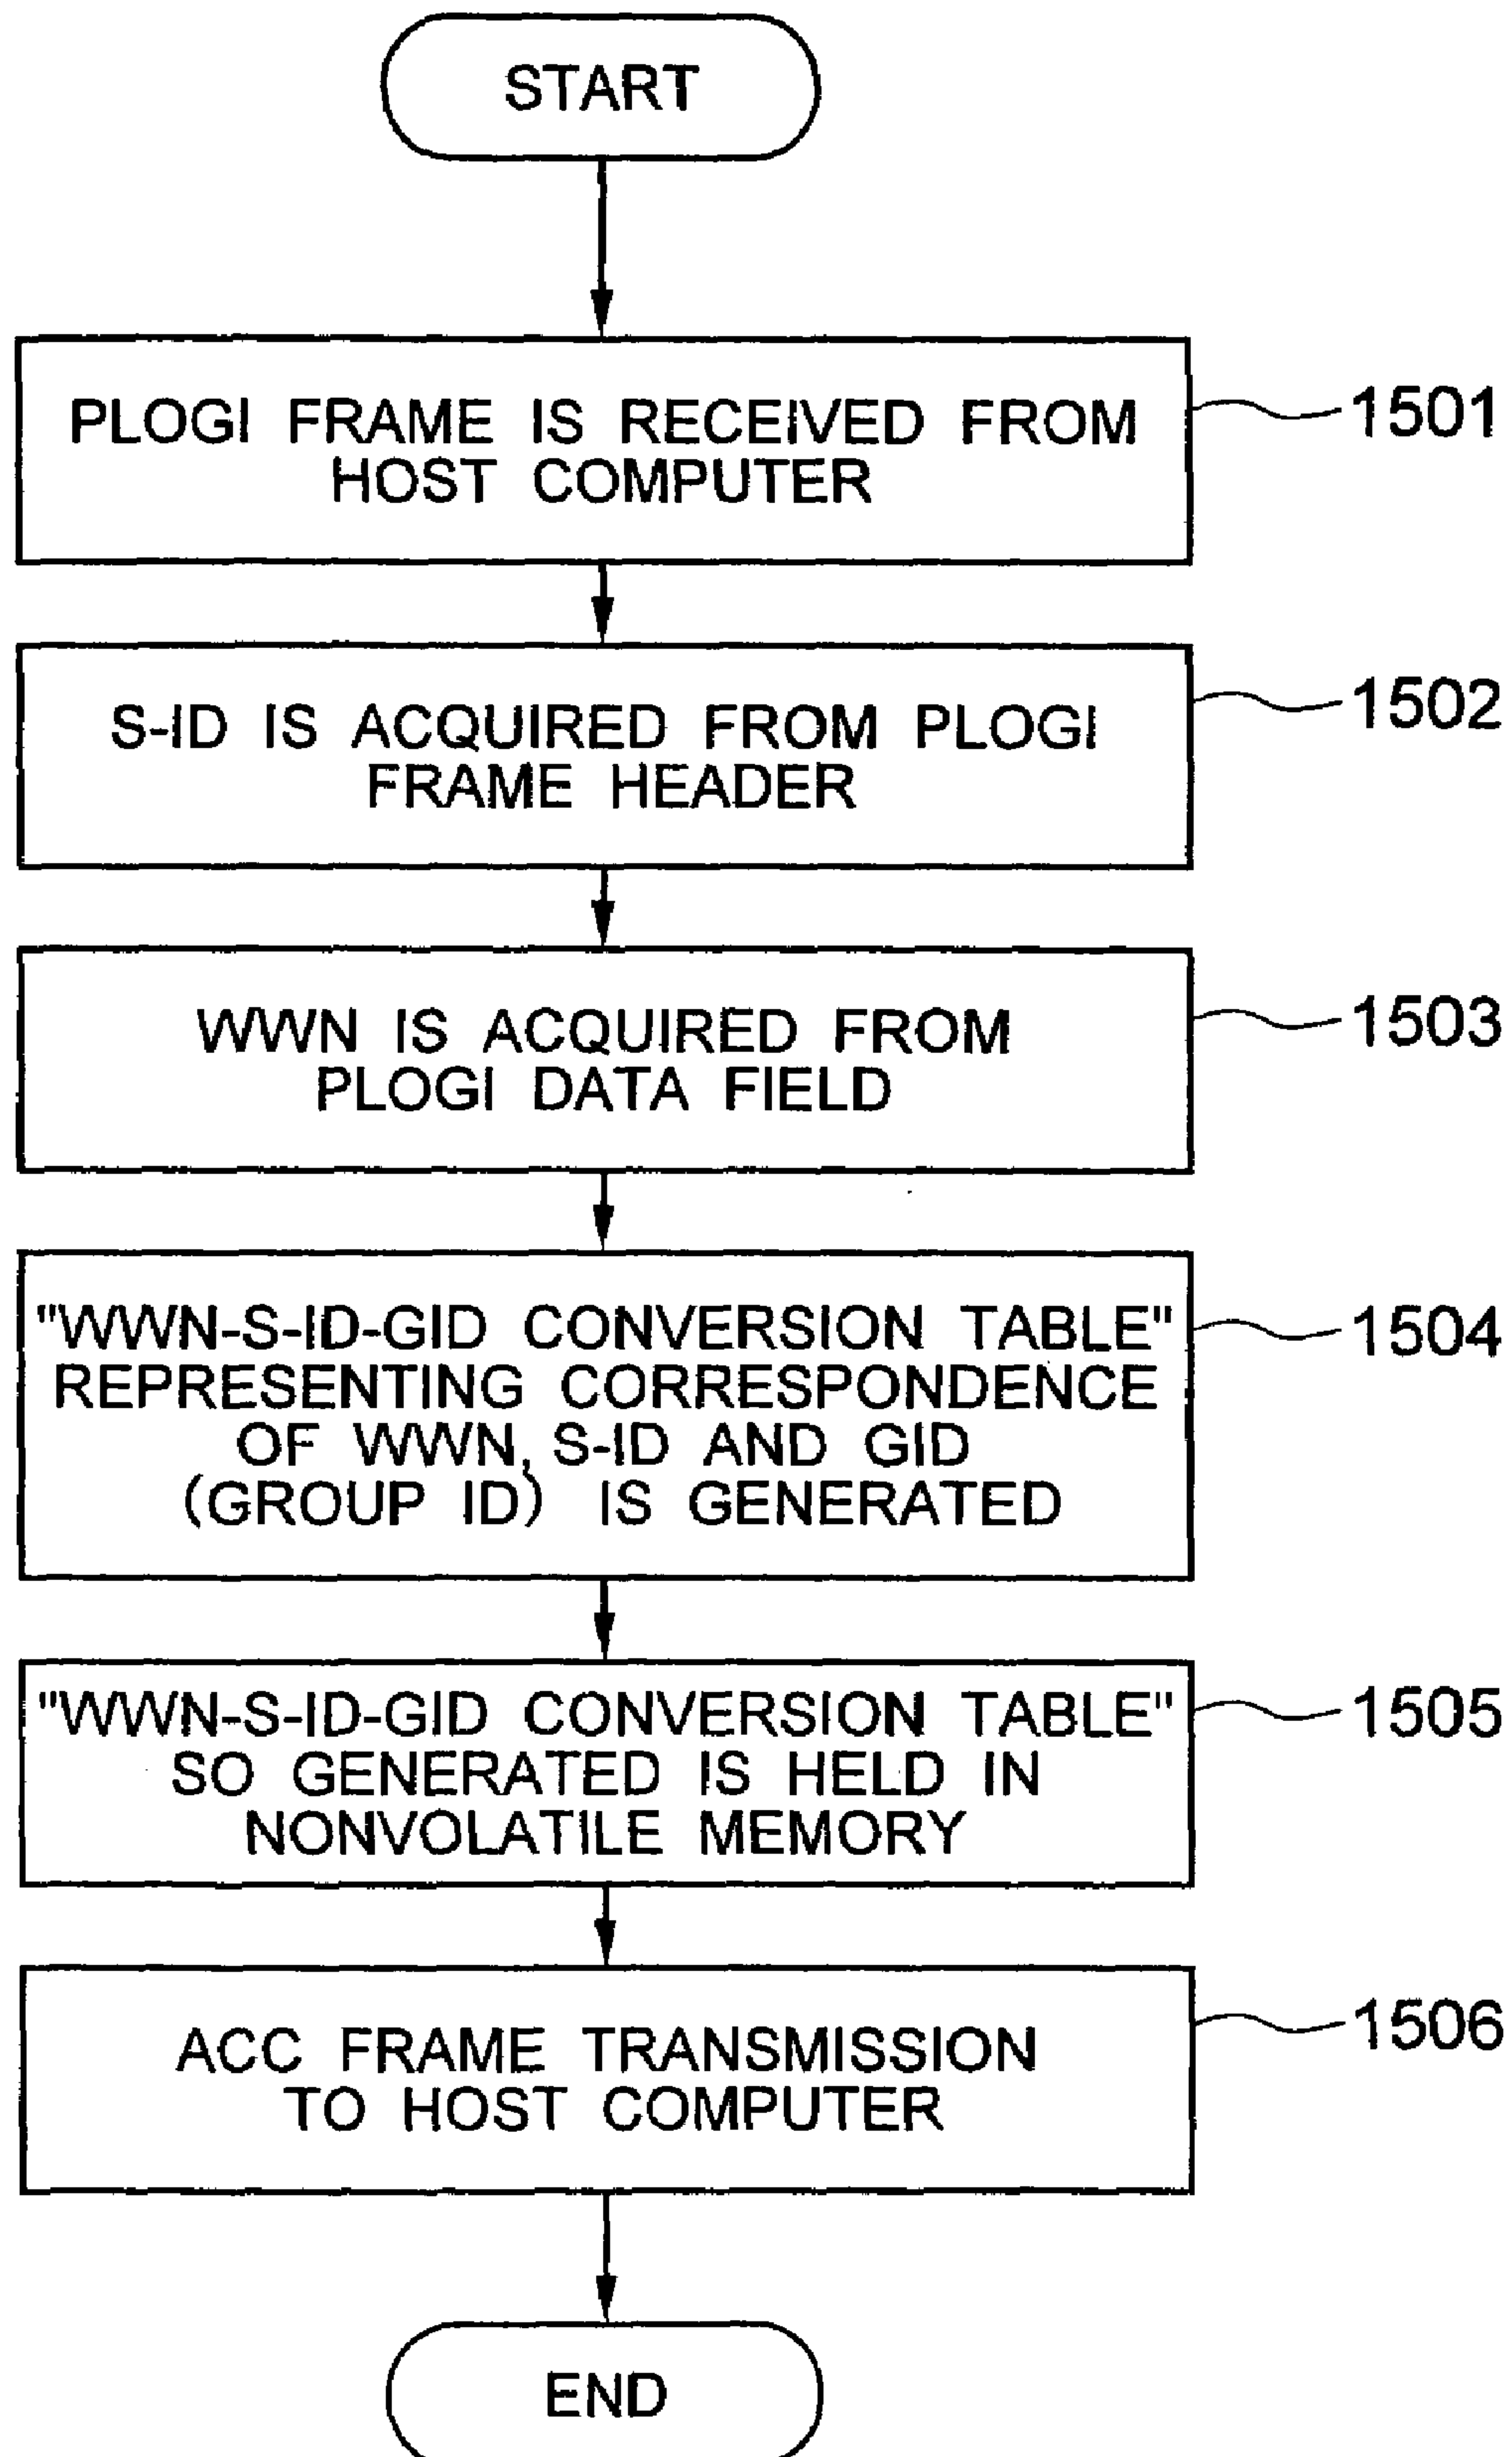 START
PLOGI FRAME IS RECEIVED FROM
HOST COMPUTER
1501
S-ID IS ACQUIRED FROM PLOGI
FRAME HEADER
1502
WWN IS ACQUIRED FROM
PLOGI DATA FIELD
1503
"WWN-S-ID-GID CONVERSION TABLE"
REPRESENTING CORRESPONDENCE
OF WWN, S-ID AND GID
(GROUP ID) IS GENERATED
1504
"WWN-S-ID-GID CONVERSION TABLE"
SO GENERATED IS HELD IN
NONVOLATILE MEMORY
1505
ACC FRAME TRANSMISSION
TO HOST COMPUTER
1506
END